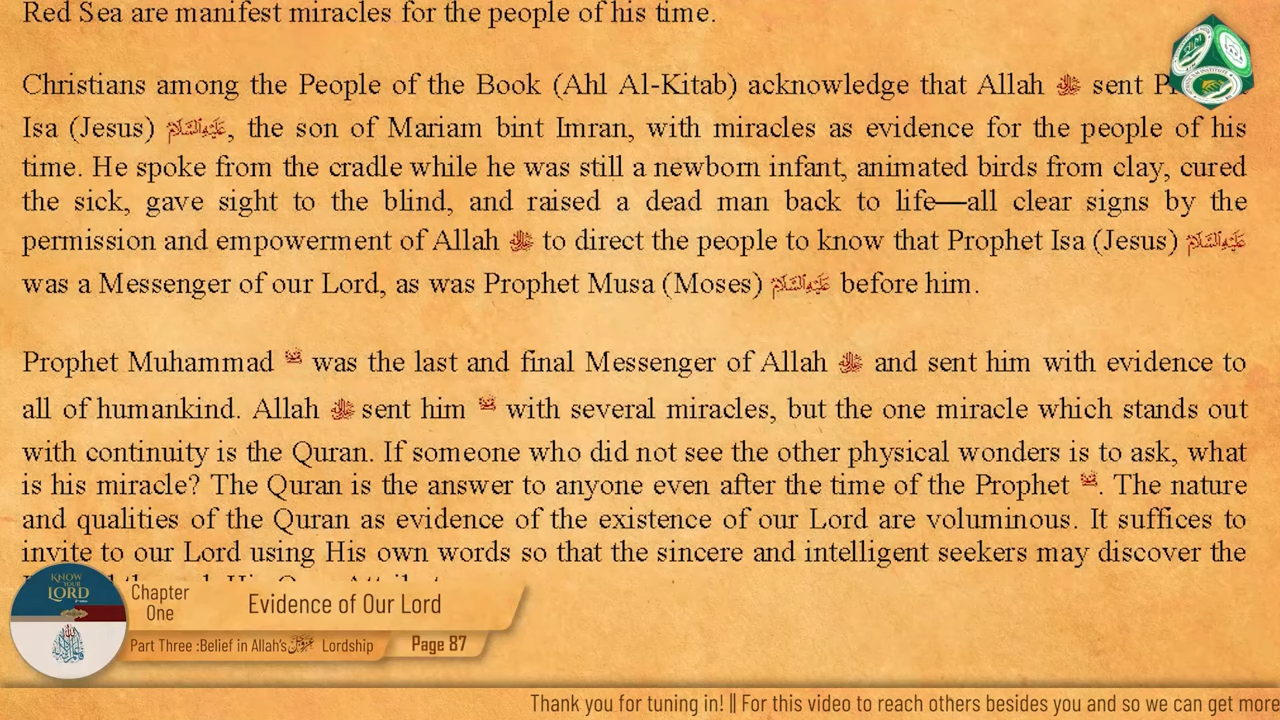 Red Sea are manifest miracles for the people of his time.
Christians among the People of the Book (Ahl Al-Kitab) acknowledge that Allah ﷻ sent
Isa (Jesus) عليه السلام, the son of Mariam bint Imran, with miracles as evidence for the people of his
time. He spoke from the cradle while he was still a newborn infant, animated birds from clay, cured
the sick, gave sight to the blind, and raised a dead man back to life—all clear signs by the
permission and empowerment of Allah ﷻ to direct the people to know that Prophet Isa (Jesus) عليه السلام
was a Messenger of our Lord, as was Prophet Musa (Moses) عليه السلام before him.
Prophet Muhammad ﷺ was the last and final Messenger of Allah ﷻ and sent him with evidence to
all of humankind. Allah ﷻ sent him ﷺ with several miracles, but the one miracle which stands out
with continuity is the Quran. If someone who did not see the other physical wonders is to ask, what
is his miracle? The Quran is the answer to anyone even after the time of the Prophet ﷺ. The nature
and qualities of the Quran as evidence of the existence of our Lord are voluminous. It suffices to
invite to our Lord using His own words so that the sincere and intelligent seekers may discover the
KNOW
YOUR
LORD
Chapter
One
Evidence of Our Lord
Part Three :Belief in Allah's عزوجل Lordship
Page 87
Thank you for tuning in! || For this video to reach others besides you and so we can get more